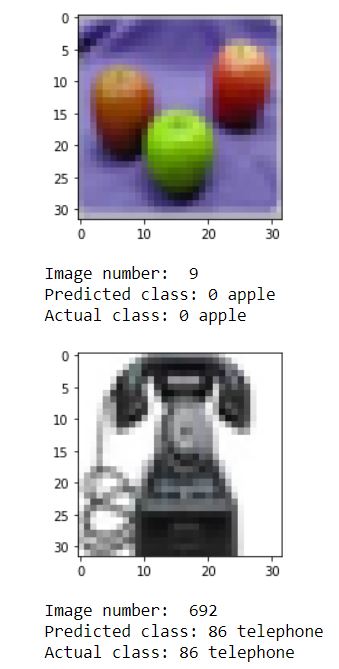 0
5
10
15
20
25
30
0 10 20 30
Image number:  9
Predicted class: 0 apple
Actual class: 0 apple
0
5
10
15
20
25
30
0 10 20 30
Image number:  692
Predicted class: 86 telephone
Actual class: 86 telephone